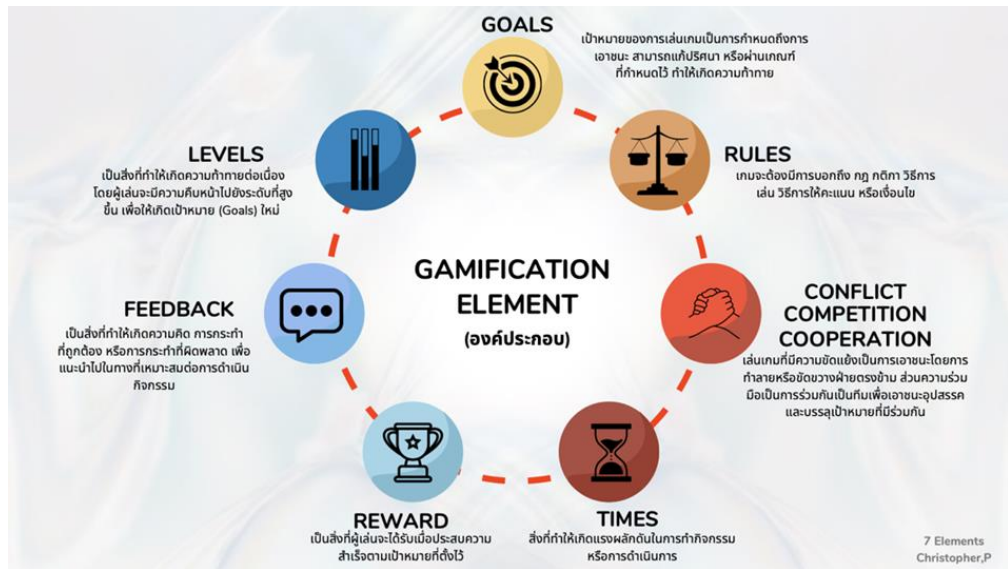 GOALS
เป้าหมายของการเล่นเกมเป็นการกำหนดถึงการ
เอาชนะ สามารถแก้ปริศนา หรือผ่านเกณฑ์
ที่กำหนดไว้ ทำให้เกิดความท้าทาย
RULES
เกมจะต้องมีการบอกถึง กฎ กติกา วิธีการ
เล่น วิธีการให้คะแนน หรือเงื่อนไข
CONFLICT
COMPETITION
COOPERATION
เล่นเกมที่มีความขัดแย้งเป็นการเอาชนะโดยการ
ทำลายหรือขัดขวางฝ่ายตรงข้าม ส่วนความร่วม
มือเป็นการร่วมกันเป็นทีมเพื่อเอาชนะอุปสรรค
และบรรลุเป้าหมายที่มีร่วมกัน
TIMES
สิ่งที่ทำให้เกิดแรงผลักดันในการทำกิจกรรม
หรือการดำเนินการ
REWARD
เป็นสิ่งที่ผู้เล่นจะได้รับเมื่อประสบความ
สำเร็จตามเป้าหมายที่ตั้งไว้
FEEDBACK
เป็นสิ่งที่ทำให้เกิดความคิด การกระทำ
ที่ถูกต้อง หรือการกระทำที่ผิดพลาด เพื่อ
แนะนำไปในทางที่เหมาะสมต่อการดำเนิน
กิจกรรม
LEVELS
เป็นสิ่งที่ทำให้เกิดความท้าทายต่อเนื่อง
โดยผู้เล่นจะมีความคืบหน้าไปยังระดับที่สูง
ขึ้น เพื่อให้เกิดเป้าหมาย (Goals) ใหม่
GAMIFICATION
ELEMENT
(องค์ประกอบ)
7 Elements
Christopher,P